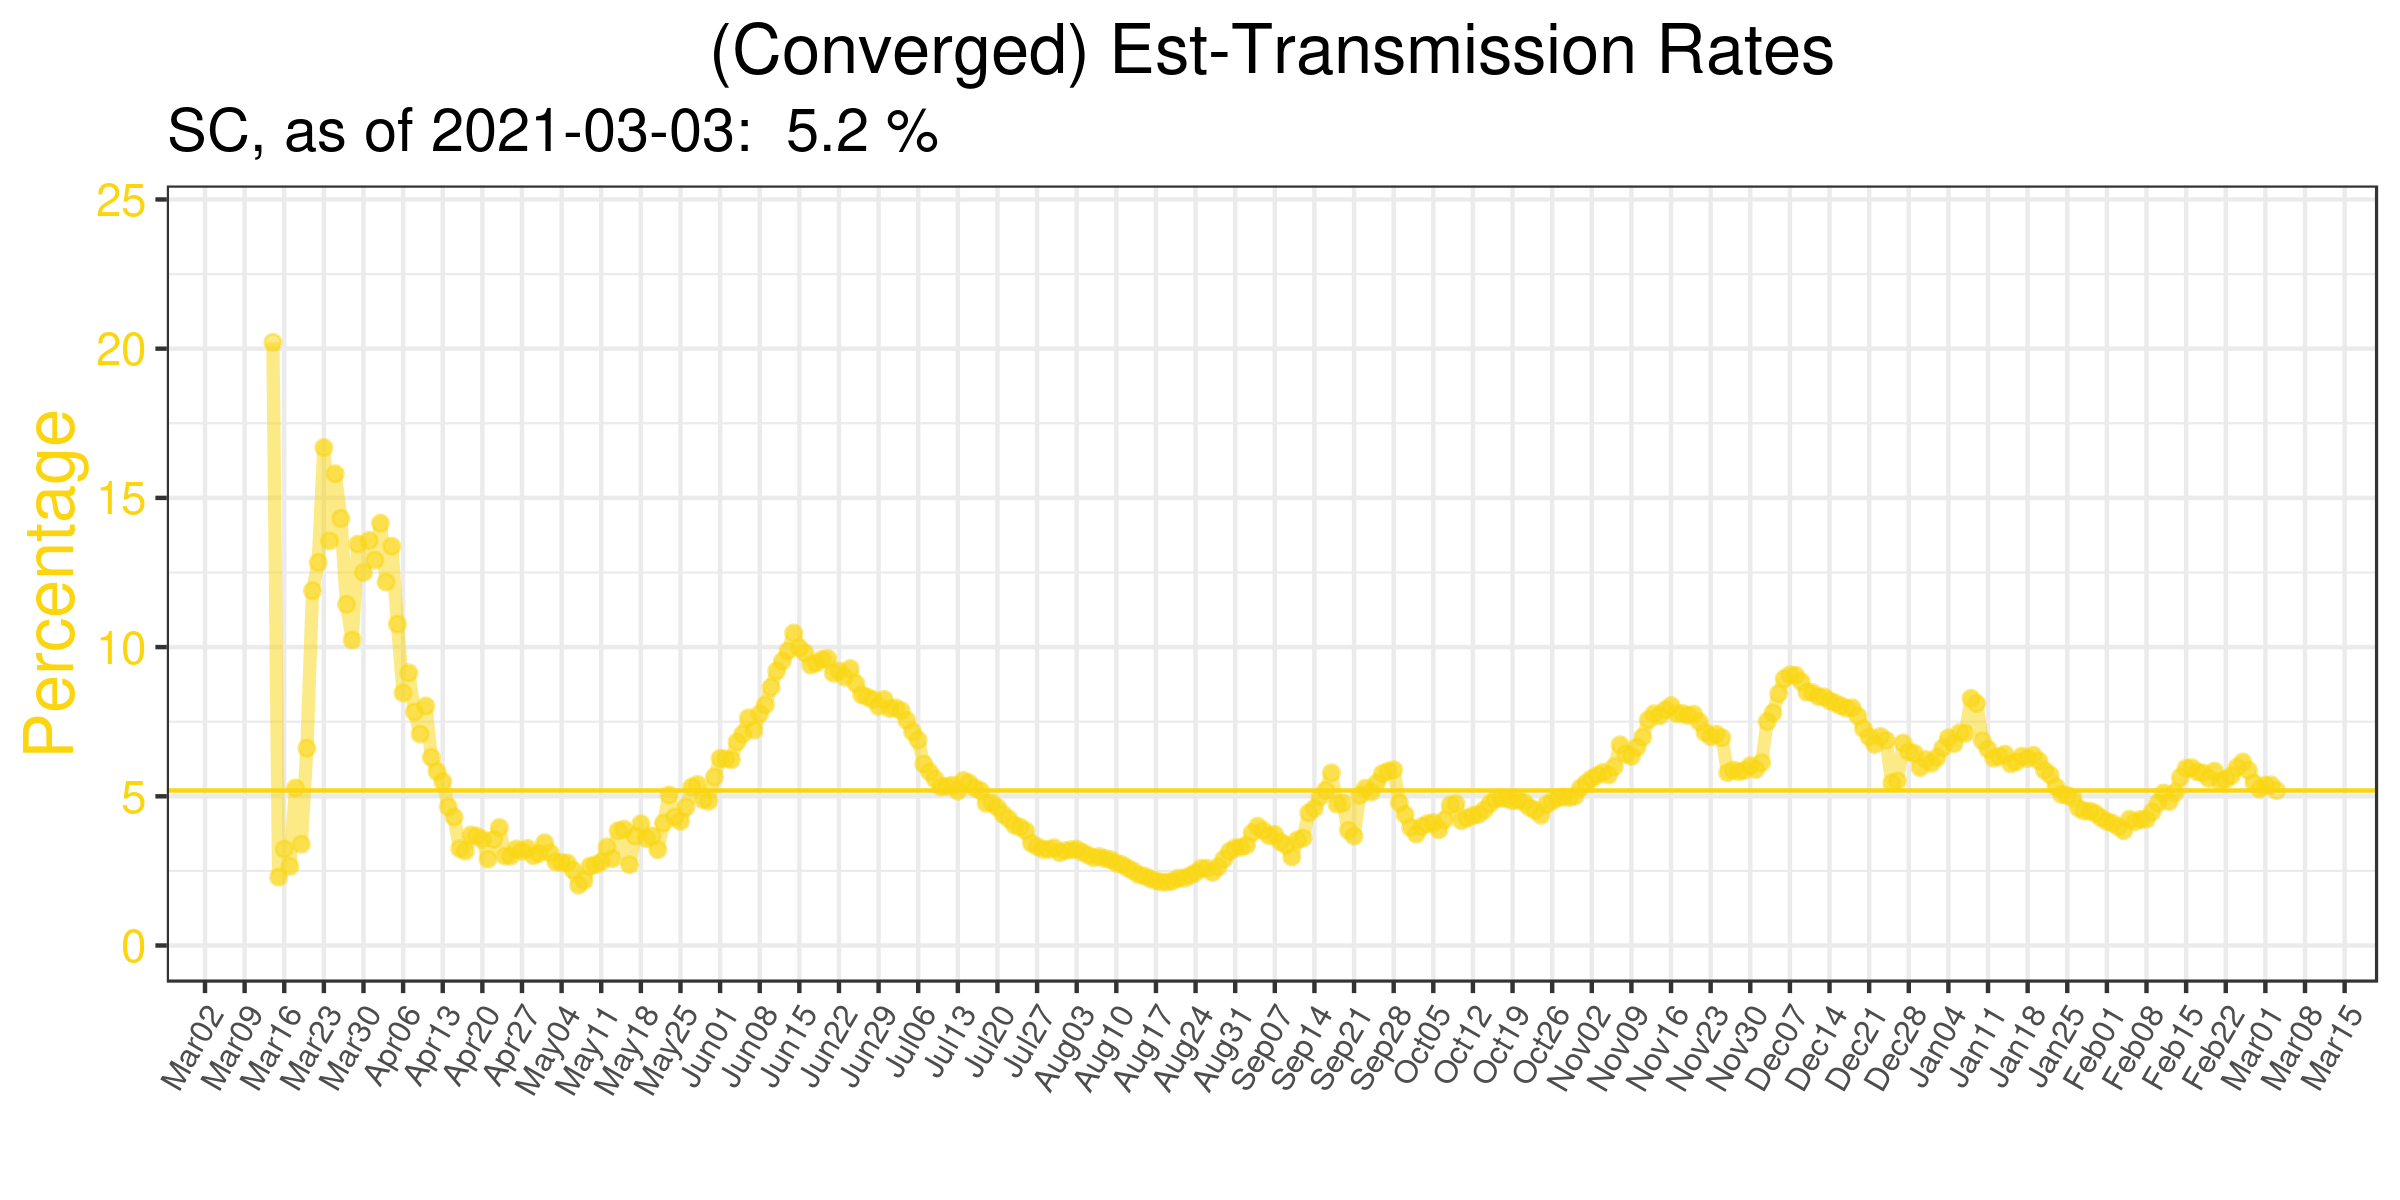 (Converged) Est-Transmission Rates
SC, as of 2021-03-03:  5.2 %
Percentage
25
20
15
10
5
0
Mar02
Mar09
Mar16
Mar23
Mar30
Apr06
Apr13
Apr20
Apr27
May04
May11
May18
May25
Jun01
Jun08
Jun15
Jun22
Jun29
Jul06
Jul13
Jul20
Jul27
Aug03
Aug10
Aug17
Aug24
Aug31
Sep07
Sep14
Sep21
Sep28
Oct05
Oct12
Oct19
Oct26
Nov02
Nov09
Nov16
Nov23
Nov30
Dec07
Dec14
Dec21
Dec28
Jan04
Jan11
Jan18
Jan25
Feb01
Feb08
Feb15
Feb22
Mar01
Mar08
Mar15